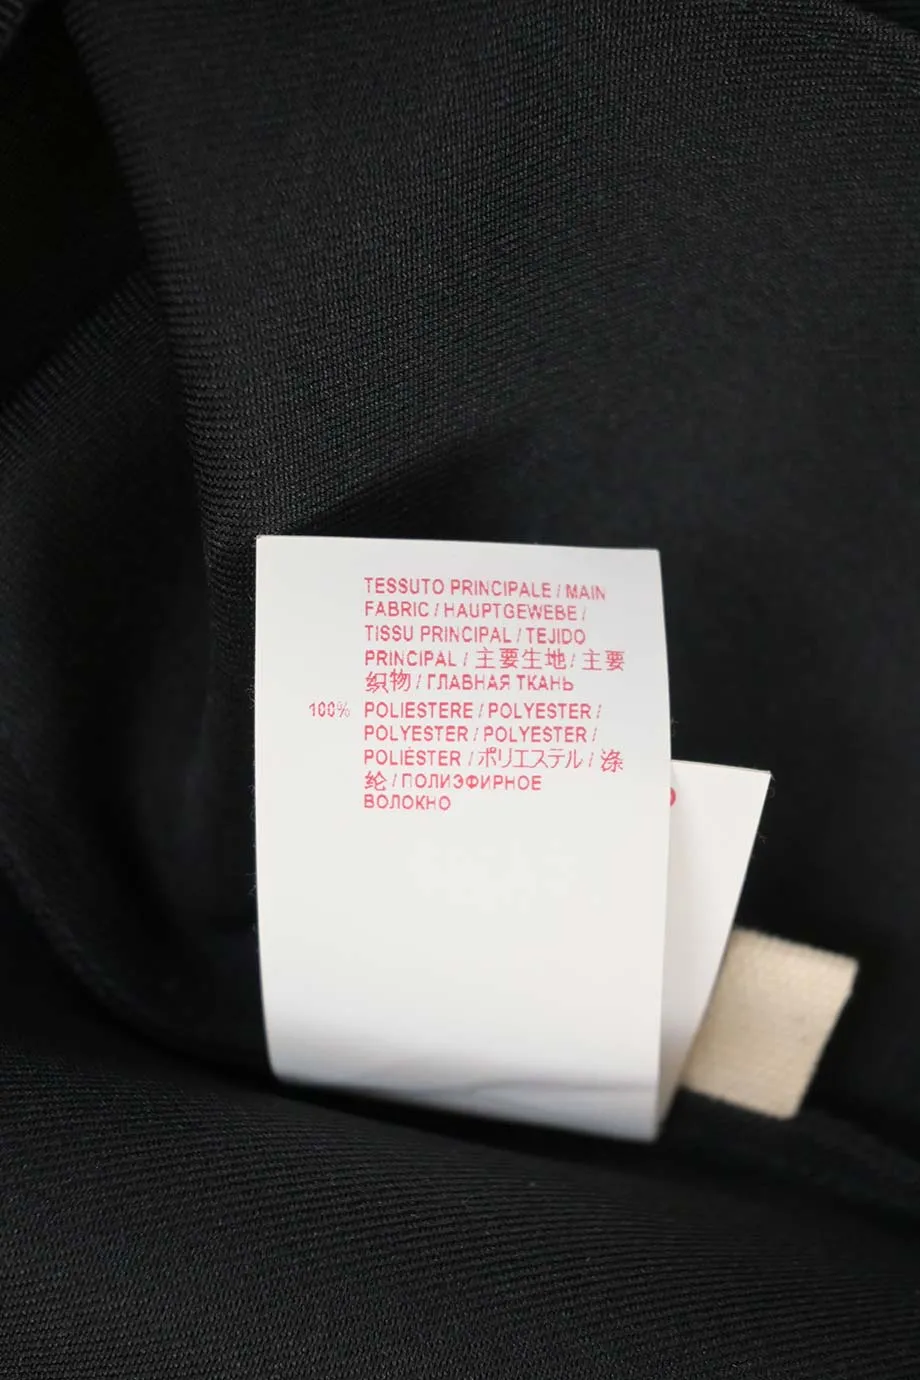 TESSUTO PRINCIPALE / MAIN
FABRIC / HAUPTGEWEBE /
TISSU PRINCIPAL / TEJIDO
PRINCIPAL / 主要生地 / 主要
织物 / ГЛАВНАЯ ТКАНЬ
100% POLIESTERE / POLYESTER /
POLYESTER / POLYESTER /
POLIÉSTER / ポリエステル / 涤
纶 / ПОЛИЭФИРНОЕ
ВОЛОКНО